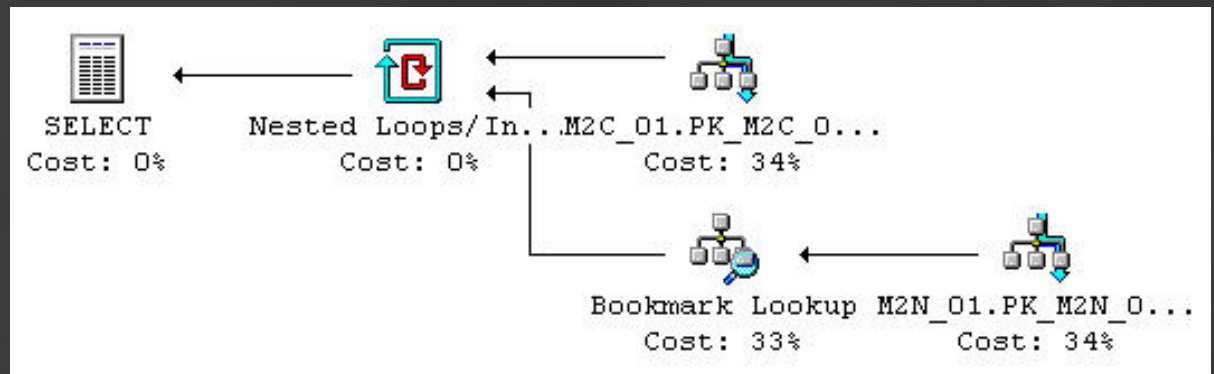 SELECT
Cost: 0%
Nested Loops/In...
Cost: 0%
M2C_01.PK_M2C_0...
Cost: 34%
Bookmark Lookup
Cost: 33%
M2N_01.PK_M2N_0...
Cost: 34%